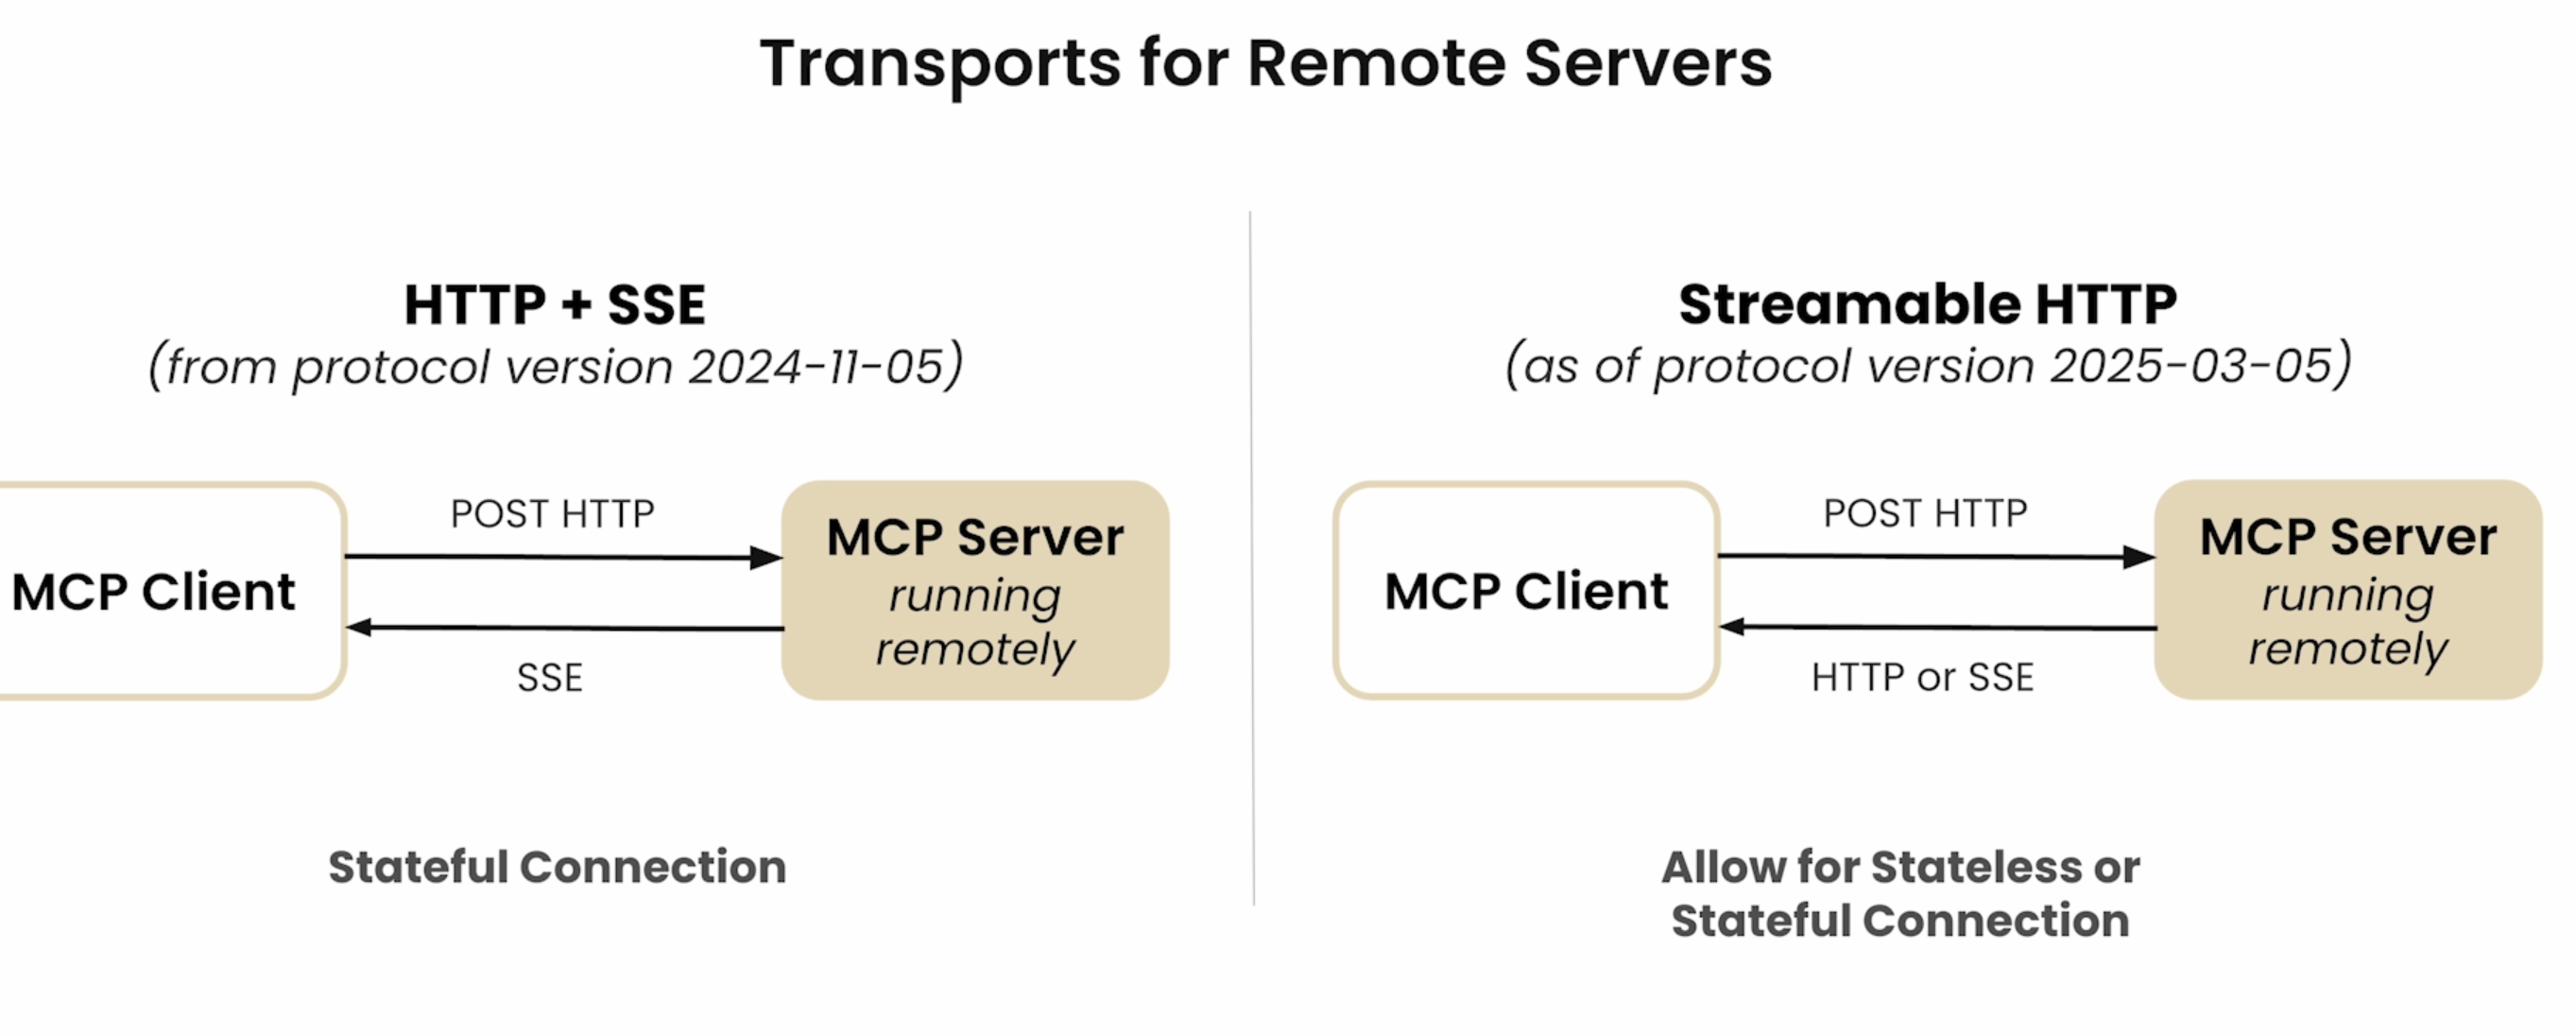 Transports for Remote Servers
HTTP + SSE
(from protocol version 2024-11-05)
MCP Client
POST HTTP
SSE
MCP Server
running
remotely
Stateful Connection
Streamable HTTP
(as of protocol version 2025-03-05)
MCP Client
POST HTTP
HTTP or SSE
MCP Server
running
remotely
Allow for Stateless or
Stateful Connection